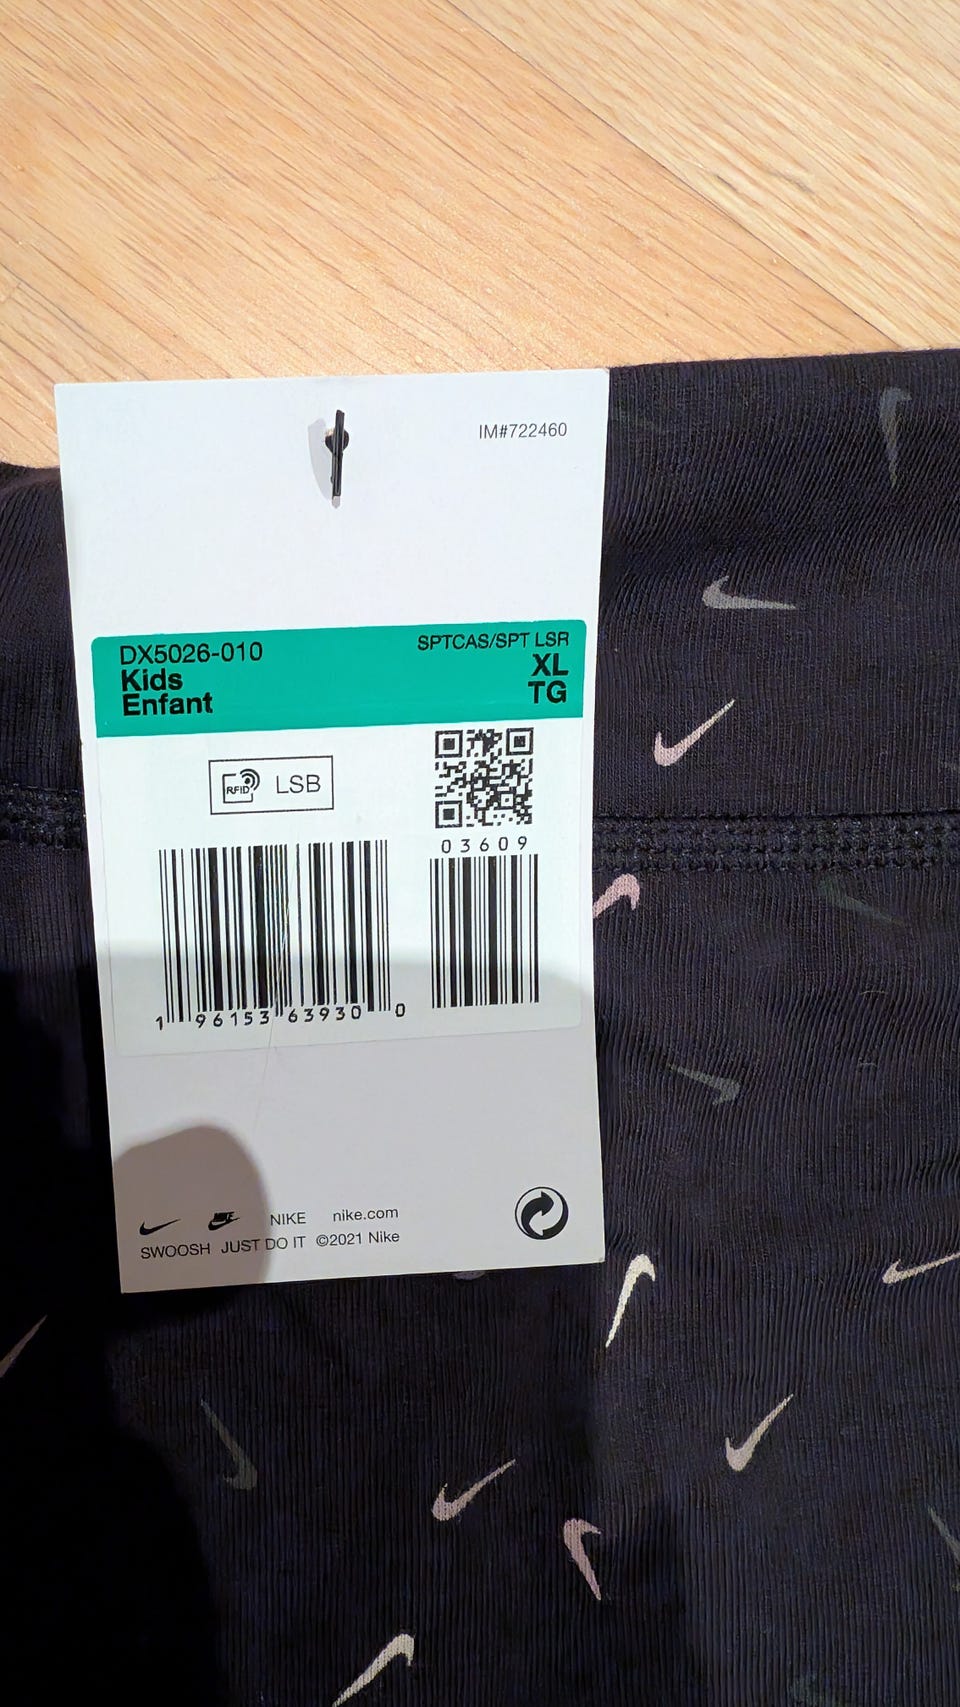 IM#722460
DX5026-010 SPTCAS/SPT LSR
Kids XL
Enfant TG
RFID LSB
03609
1 96153 63930 0
NIKE nike.com
SWOOSH JUST DO IT ©2021 Nike